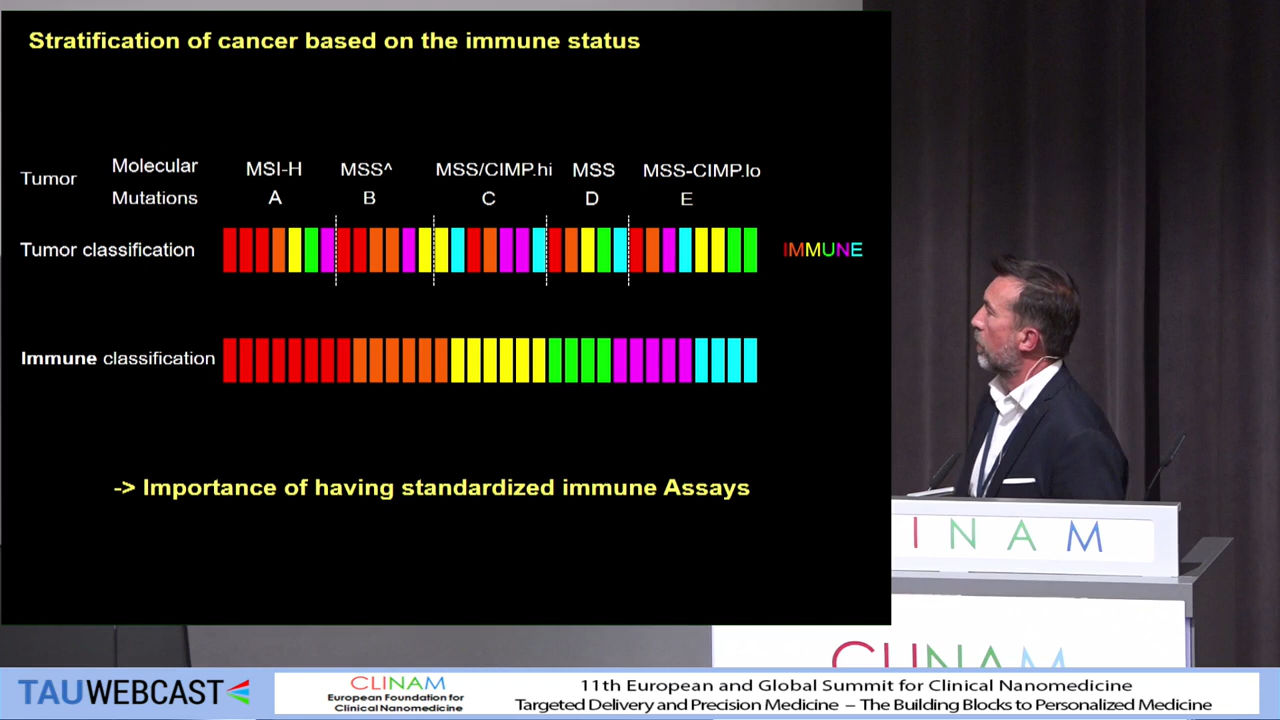 Stratification of cancer based on the immune status
Tumor
Molecular
Mutations
MSI-H MSS^ MSS/CIMP.hi MSS MSS-CIMP.lo
A B C D E
Tumor classification
IMMUNE
Immune classification
-> Importance of having standardized immune Assays
I N A M
CLINAM
TAUWEBCAST
CLINAM
European Foundation for
Clinical Nanomedicine
11th European and Global Summit for Clinical Nanomedicine
Targeted Delivery and Precision Medicine – The Building Blocks to Personalized Medicine